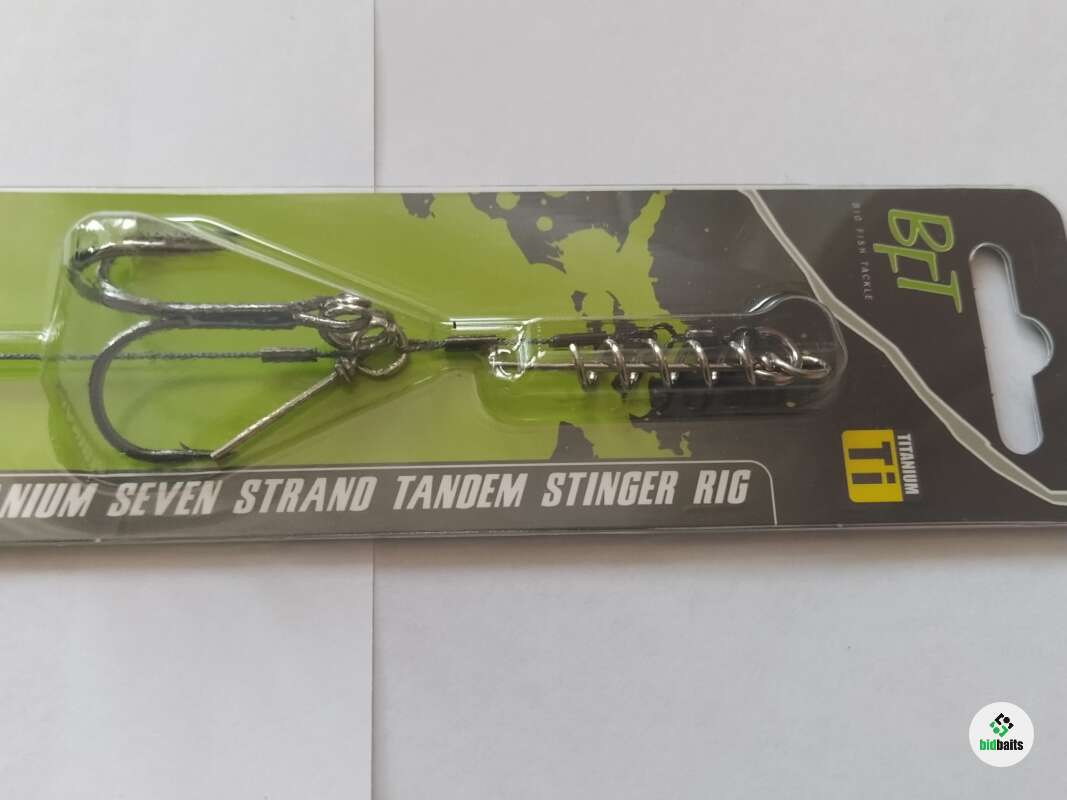 BFT
BIG FISH TACKLE
TITANIUM
Ti
NIUM SEVEN STRAND TANDEM STINGER RIG
bidbaits